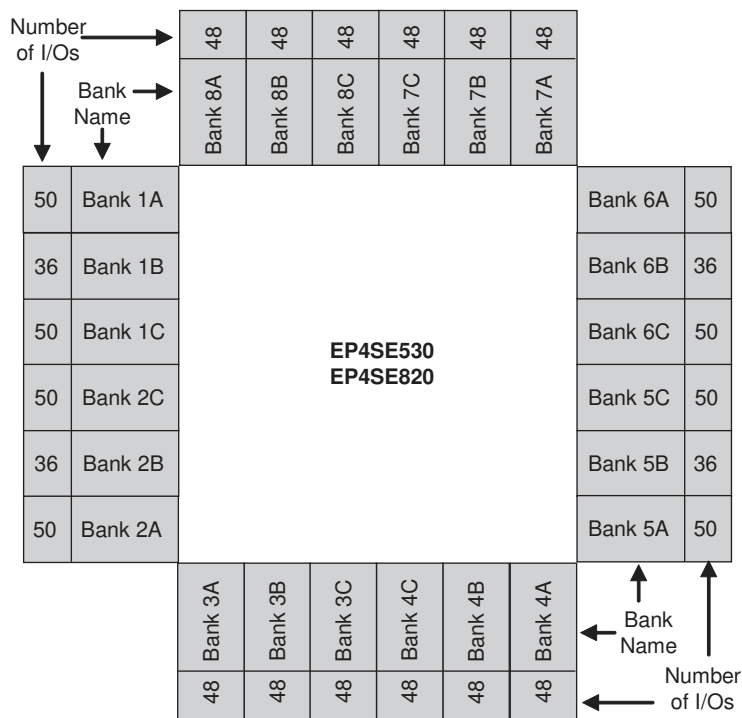 Number
of I/Os
48 48 48 48 48 48
Bank
Name
Bank 8A Bank 8B Bank 8C Bank 7C Bank 7B Bank 7A
50 Bank 1A
36 Bank 1B
50 Bank 1C
50 Bank 2C
36 Bank 2B
50 Bank 2A
EP4SE530
EP4SE820
Bank 6A 50
Bank 6B 36
Bank 6C 50
Bank 5C 50
Bank 5B 36
Bank 5A 50
Bank 3A Bank 3B Bank 3C Bank 4C Bank 4B Bank 4A
Bank
Name
48 48 48 48 48 48
Number
of I/Os